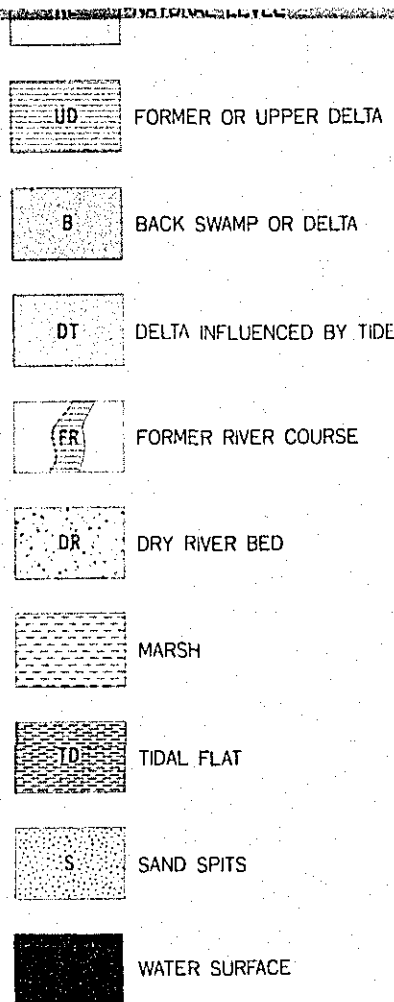 UD FORMER OR UPPER DELTA
B BACK SWAMP OR DELTA
DT DELTA INFLUENCED BY TIDE
FR FORMER RIVER COURSE
DR DRY RIVER BED
MARSH
TD TIDAL FLAT
S SAND SPITS
WATER SURFACE